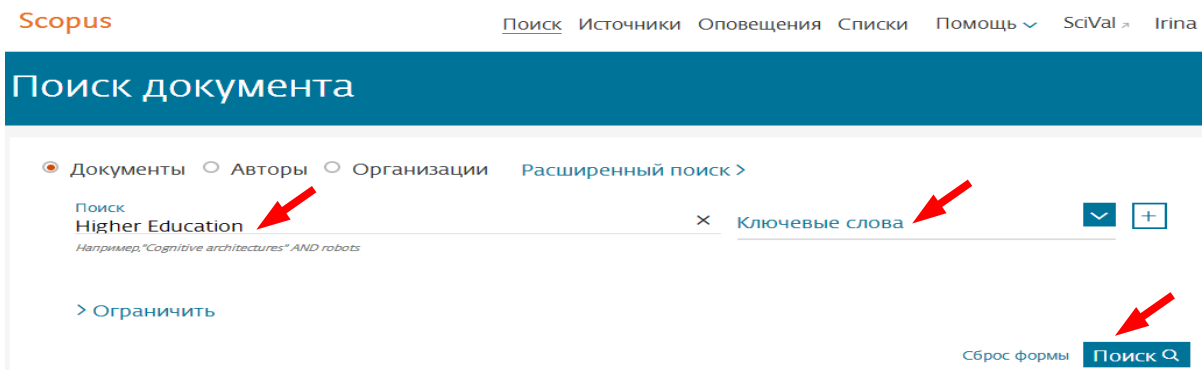 Scopus Поиск Источники Оповещения Списки Помощь SciVal Irina
Поиск документа
Документы Авторы Организации Расширенный поиск >
Поиск
Higher Education × Ключевые слова +
Например,"Cognitive architectures" AND robots
> Ограничить
Сброс формы Поиск